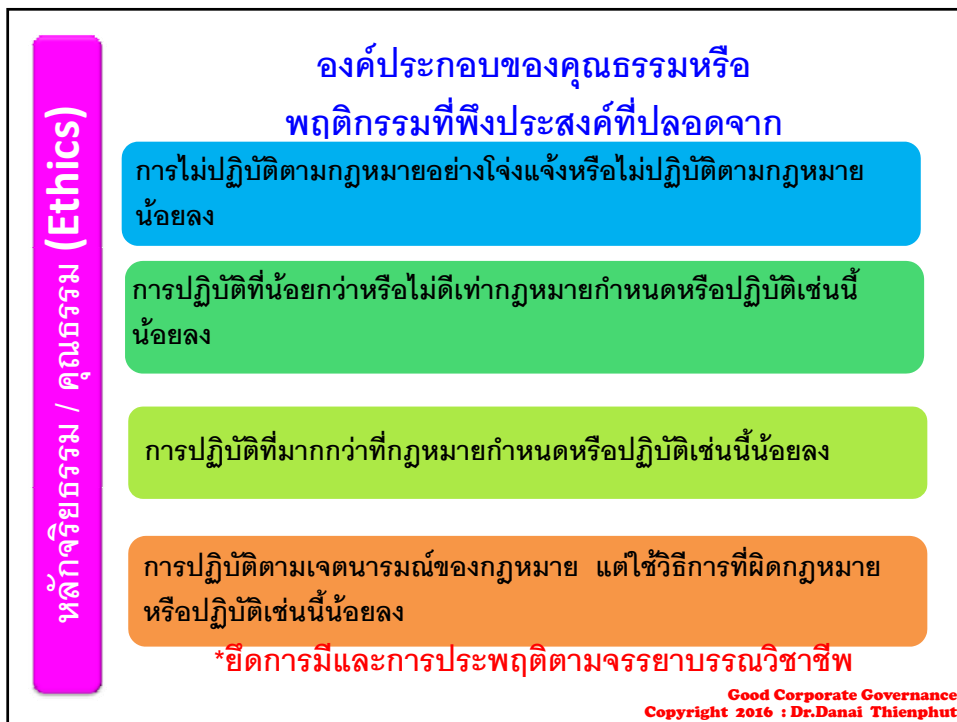 หลักจริยธรรม / คุณธรรม (Ethics)
องค์ประกอบของคุณธรรมหรือ
พฤติกรรมที่พึงประสงค์ที่ปลอดจาก
การไม่ปฏิบัติตามกฎหมายอย่างโจ่งแจ้งหรือไม่ปฏิบัติตามกฎหมาย
น้อยลง
การปฏิบัติที่น้อยกว่าหรือไม่ดีเท่ากฎหมายกำหนดหรือปฏิบัติเช่นนี้
น้อยลง
การปฏิบัติที่มากกว่าที่กฎหมายกำหนดหรือปฏิบัติเช่นนี้น้อยลง
การปฏิบัติตามเจตนารมณ์ของกฎหมาย แต่ใช้วิธีการที่ผิดกฎหมาย
หรือปฏิบัติเช่นนี้น้อยลง
*ยึดการมีและการประพฤติตามจรรยาบรรณวิชาชีพ
Good Corporate Governance
Copyright 2016 : Dr.Danai Thienphut